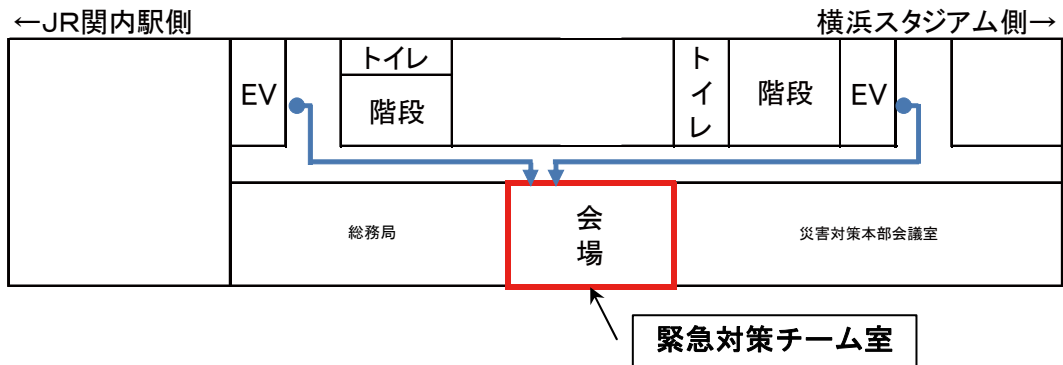 ←JR関内駅側
横浜スタジアム側→
EV
トイレ
階段
トイレ
階段
EV
総務局
会場
災害対策本部会議室
緊急対策チーム室